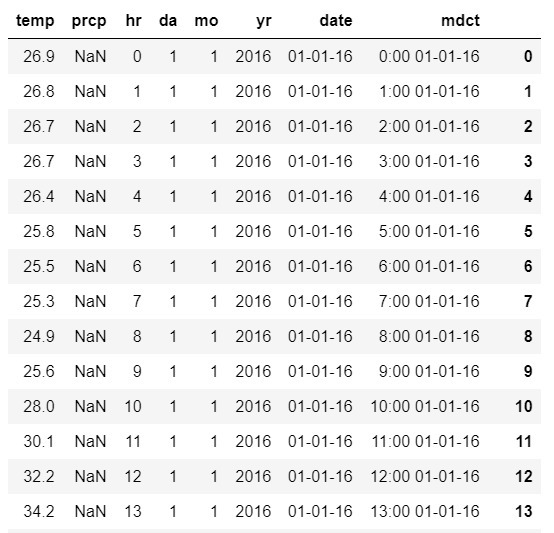 temp prcp hr da mo yr date mdct
26.9 NaN 0 1 1 2016 01-01-16 0:00 01-01-16 0
26.8 NaN 1 1 1 2016 01-01-16 1:00 01-01-16 1
26.7 NaN 2 1 1 2016 01-01-16 2:00 01-01-16 2
26.7 NaN 3 1 1 2016 01-01-16 3:00 01-01-16 3
26.4 NaN 4 1 1 2016 01-01-16 4:00 01-01-16 4
25.8 NaN 5 1 1 2016 01-01-16 5:00 01-01-16 5
25.5 NaN 6 1 1 2016 01-01-16 6:00 01-01-16 6
25.3 NaN 7 1 1 2016 01-01-16 7:00 01-01-16 7
24.9 NaN 8 1 1 2016 01-01-16 8:00 01-01-16 8
25.6 NaN 9 1 1 2016 01-01-16 9:00 01-01-16 9
28.0 NaN 10 1 1 2016 01-01-16 10:00 01-01-16 10
30.1 NaN 11 1 1 2016 01-01-16 11:00 01-01-16 11
32.2 NaN 12 1 1 2016 01-01-16 12:00 01-01-16 12
34.2 NaN 13 1 1 2016 01-01-16 13:00 01-01-16 13